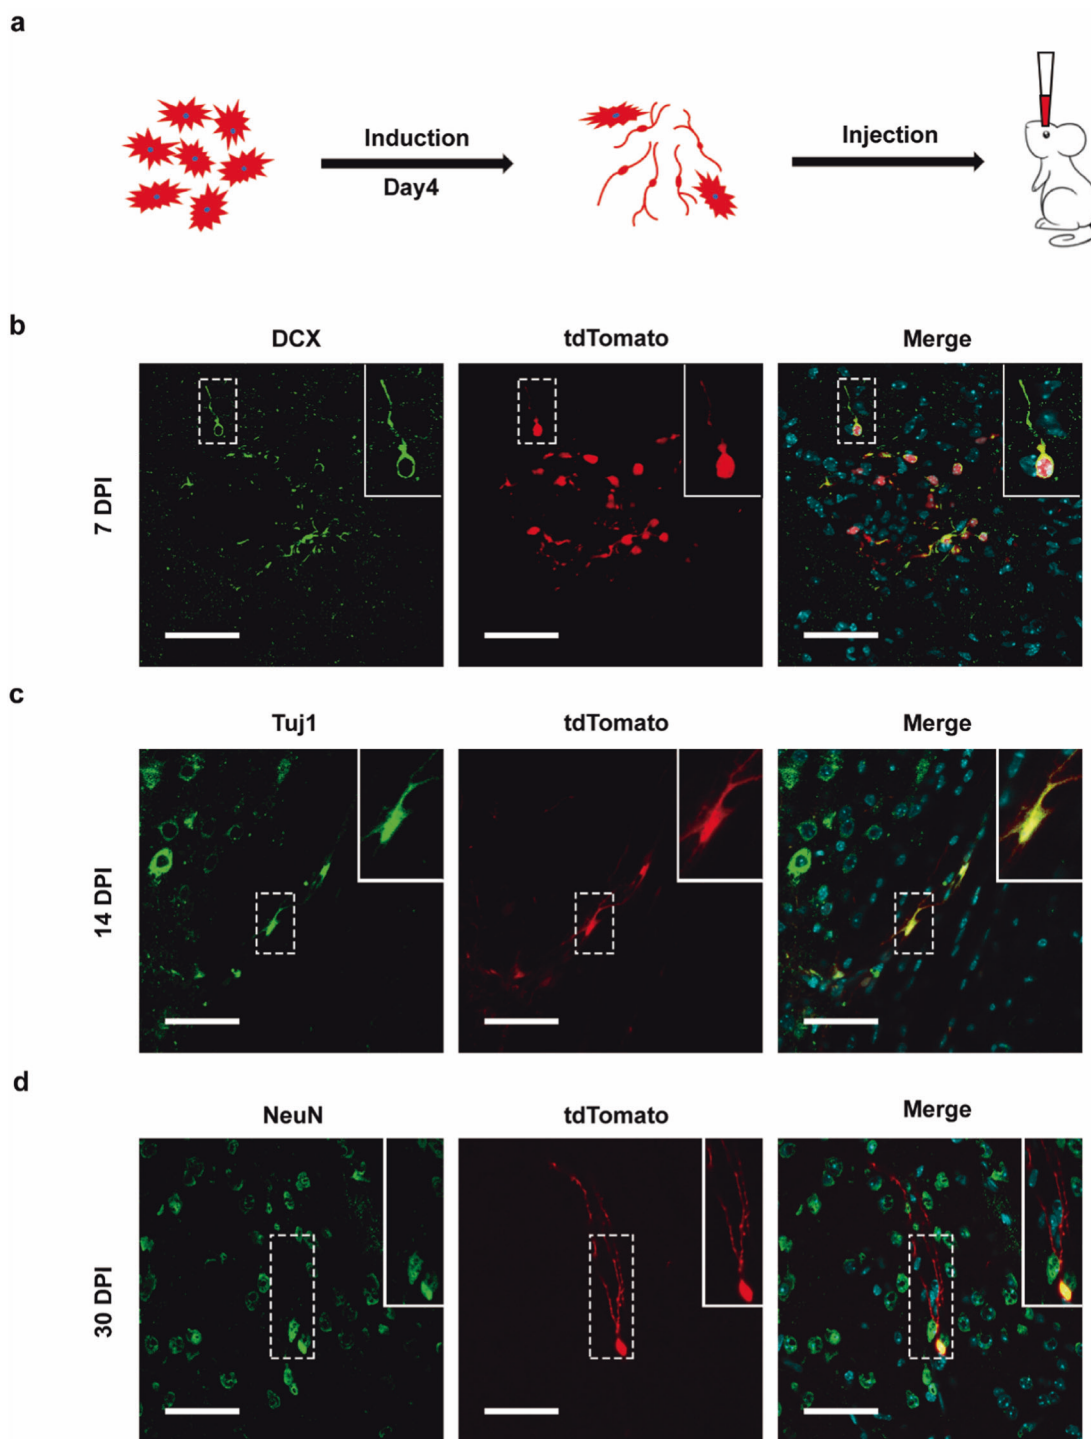 a
Induction
Day4
Injection
b
DCX
tdTomato
Merge
7 DPI
c
Tuj1
tdTomato
Merge
14 DPI
d
NeuN
tdTomato
Merge
30 DPI